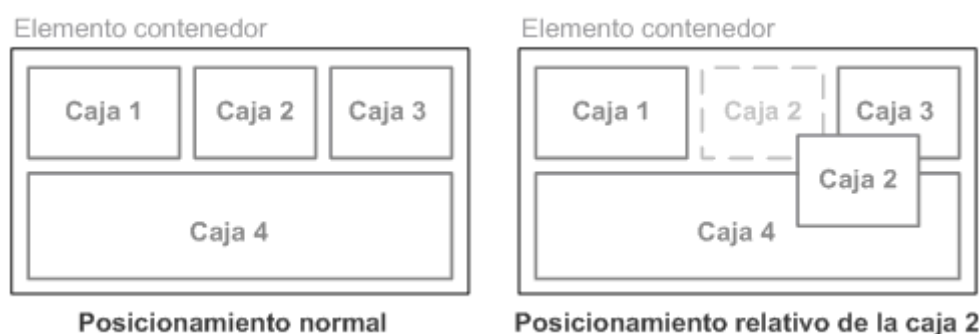 Elemento contenedor
Caja 1
Caja 2
Caja 3
Caja 4
Posicionamiento normal
Elemento contenedor
Caja 1
Caja 2
Caja 3
Caja 2
Caja 4
Posicionamiento relativo de la caja 2